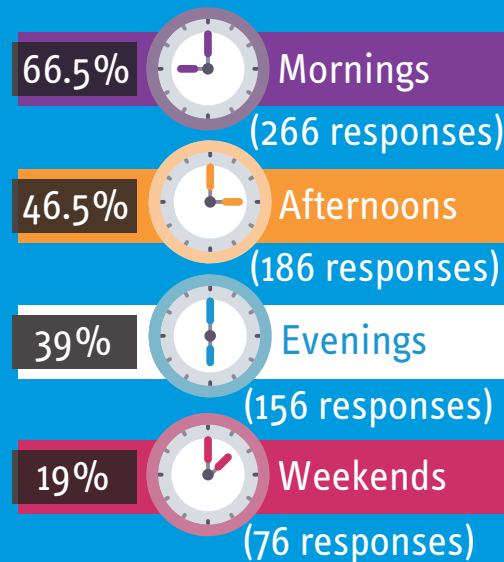 66.5% Mornings
(266 responses)
46.5% Afternoons
(186 responses)
39% Evenings
(156 responses)
19% Weekends
(76 responses)